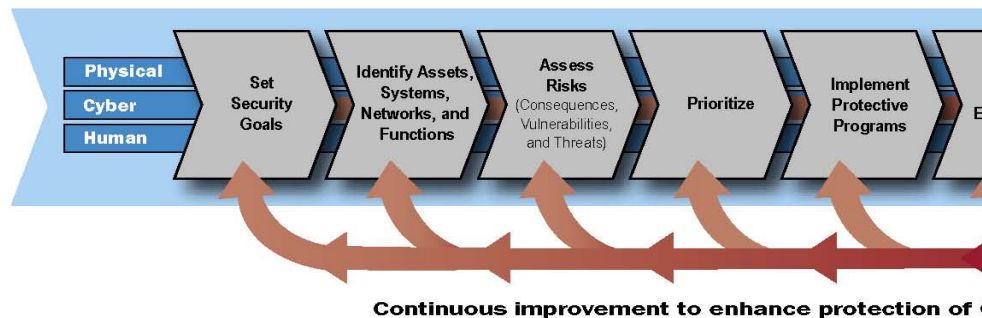 Physical
Cyber
Human
Set
Security
Goals
Identify Assets,
Systems,
Networks, and
Functions
Assess
Risks
(Consequences,
Vulnerabilities,
and Threats)
Prioritize
Implement
Protective
Programs
Continuous improvement to enhance protection of